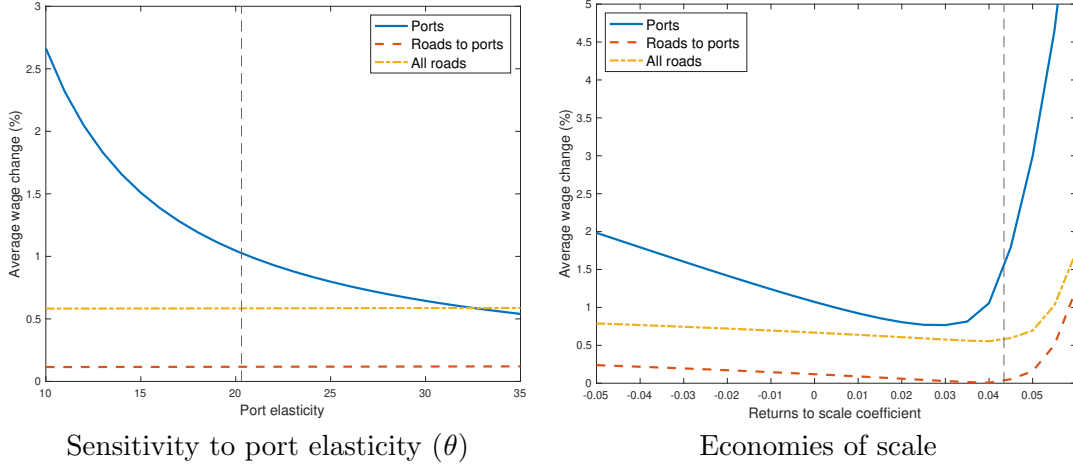 Average wage change (%)
3
2.5
2
1.5
1
0.5
0
10
15
20
25
30
35
Port elasticity
Ports
Roads to ports
All roads
Sensitivity to port elasticity (θ)
Average wage change (%)
5
4.5
4
3.5
3
2.5
2
1.5
1
0.5
0
-0.05
-0.04
-0.03
-0.02
-0.01
0
0.01
0.02
0.03
0.04
0.05
Returns to scale coefficient
Ports
Roads to ports
All roads
Economies of scale